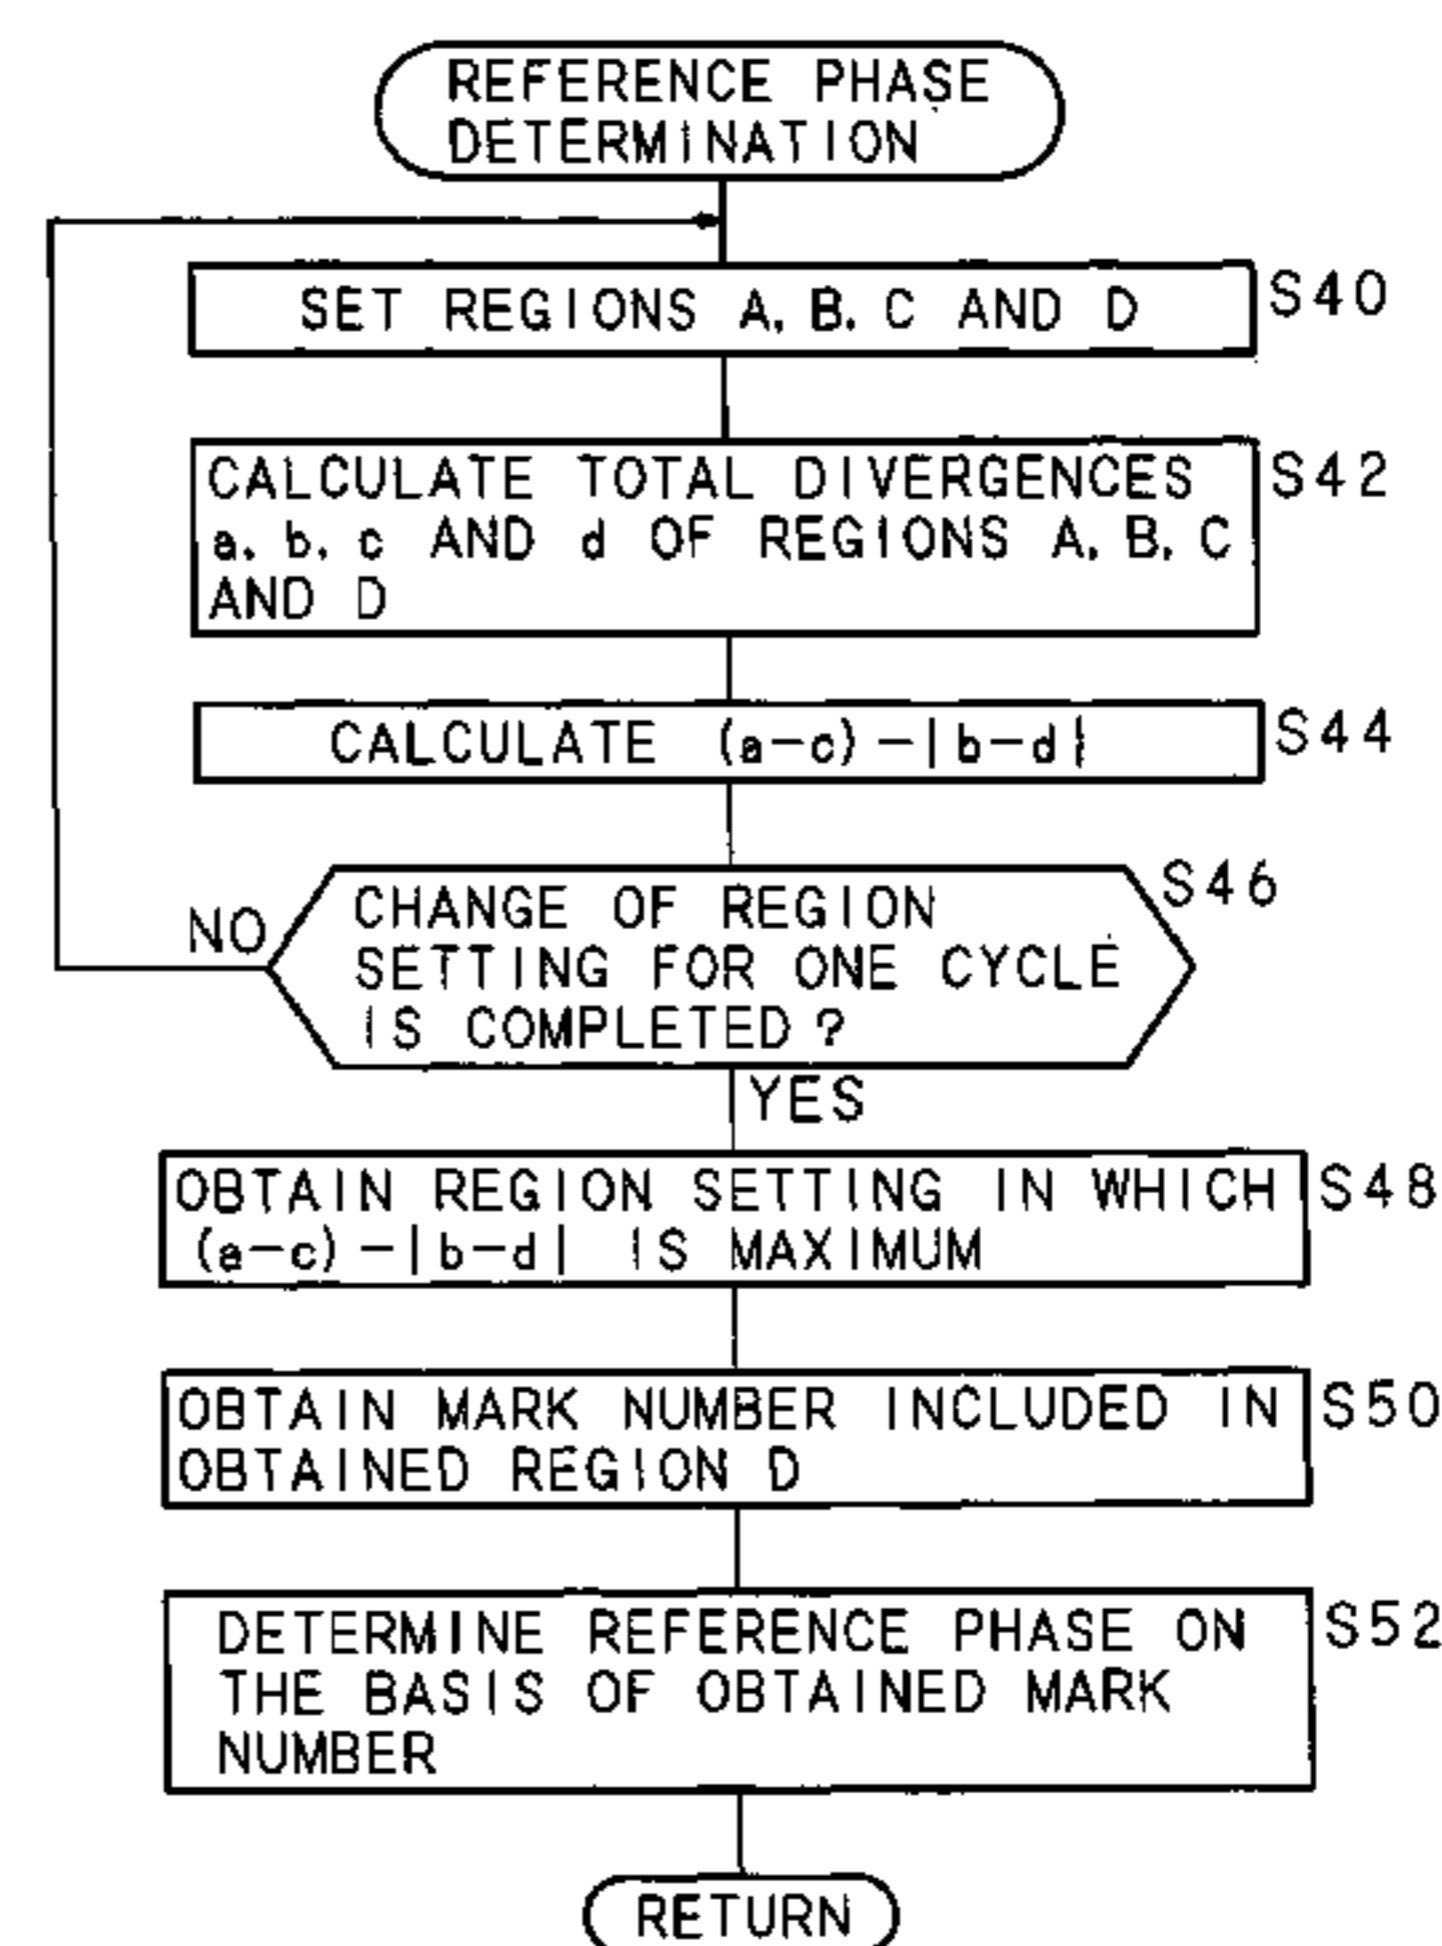 REFERENCE PHASE
DETERMINATION
SET REGIONS A, B, C AND D
S40
CALCULATE TOTAL DIVERGENCES
a, b, c AND d OF REGIONS A, B, C
AND D
S42
CALCULATE (a-c)-|b-d|
S44
CHANGE OF REGION
SETTING FOR ONE CYCLE
IS COMPLETED?
S46
NO
YES
OBTAIN REGION SETTING IN WHICH
(a-c)-|b-d| IS MAXIMUM
S48
OBTAIN MARK NUMBER INCLUDED IN
OBTAINED REGION D
S50
DETERMINE REFERENCE PHASE ON
THE BASIS OF OBTAINED MARK
NUMBER
S52
RETURN